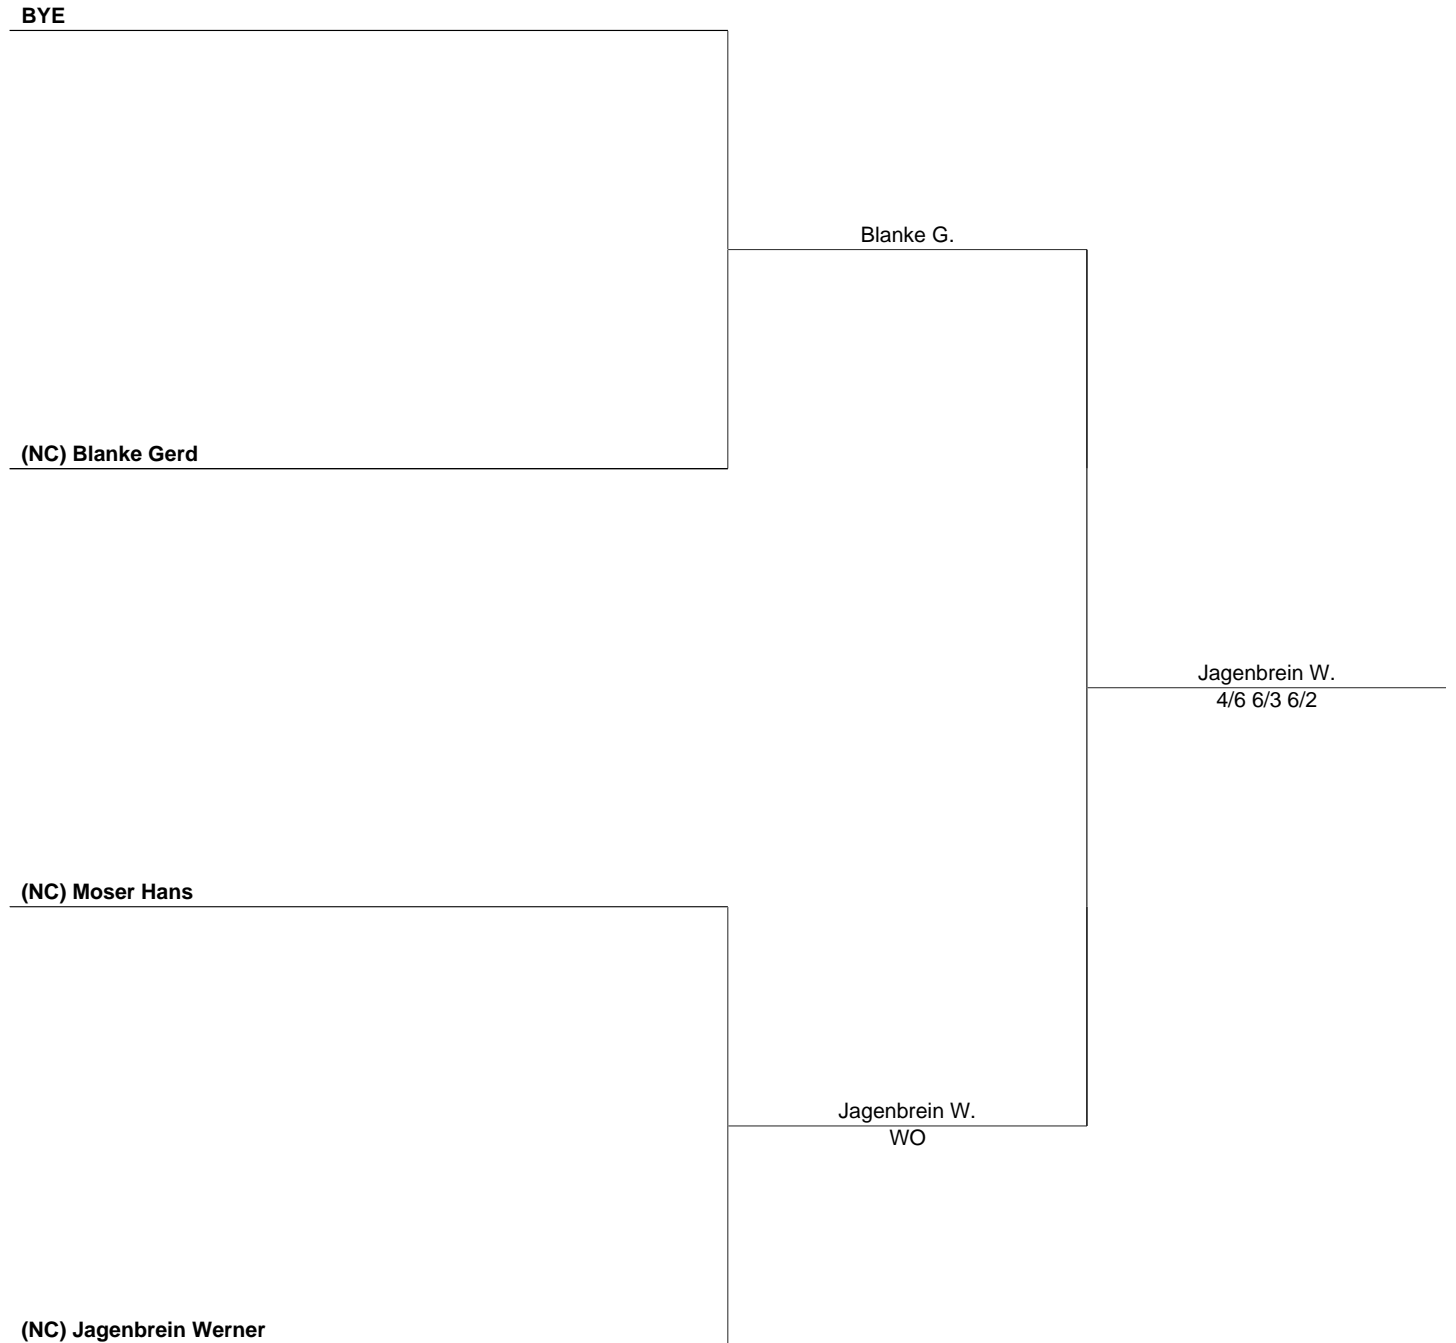 BYE
Blanke G.
(NC) Blanke Gerd
Jagenbrein W.
4/6 6/3 6/2
(NC) Moser Hans
Jagenbrein W.
WO
(NC) Jagenbrein Werner